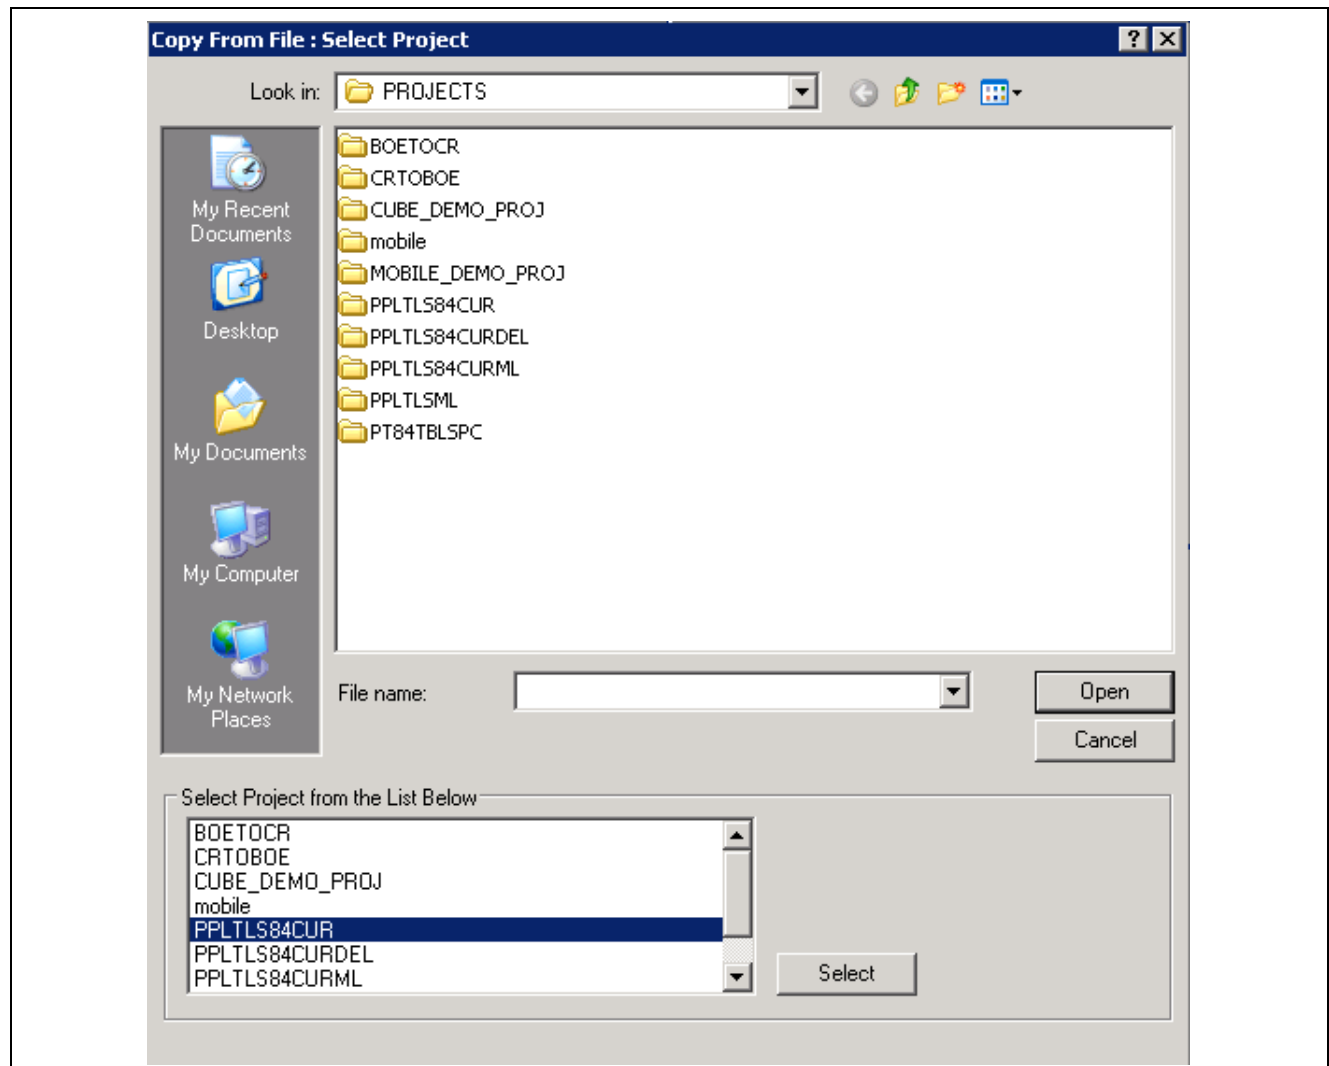 Copy From File : Select Project
Look in: PROJECTS
My Recent
Documents
Desktop
My Documents
My Computer
My Network
Places
BOETOCR
CRTOBOE
CUBE_DEMO_PROJ
mobile
MOBILE_DEMO_PROJ
PPLTLS84CUR
PPLTLS84CURDEL
PPLTLS84CURML
PPLTLSML
PT84TBLSPC
File name:
Open
Cancel
Select Project from the List Below
BOETOCR
CRTOBOE
CUBE_DEMO_PROJ
mobile
PPLTLS84CUR
PPLTLS84CURDEL
PPLTLS84CURML
Select